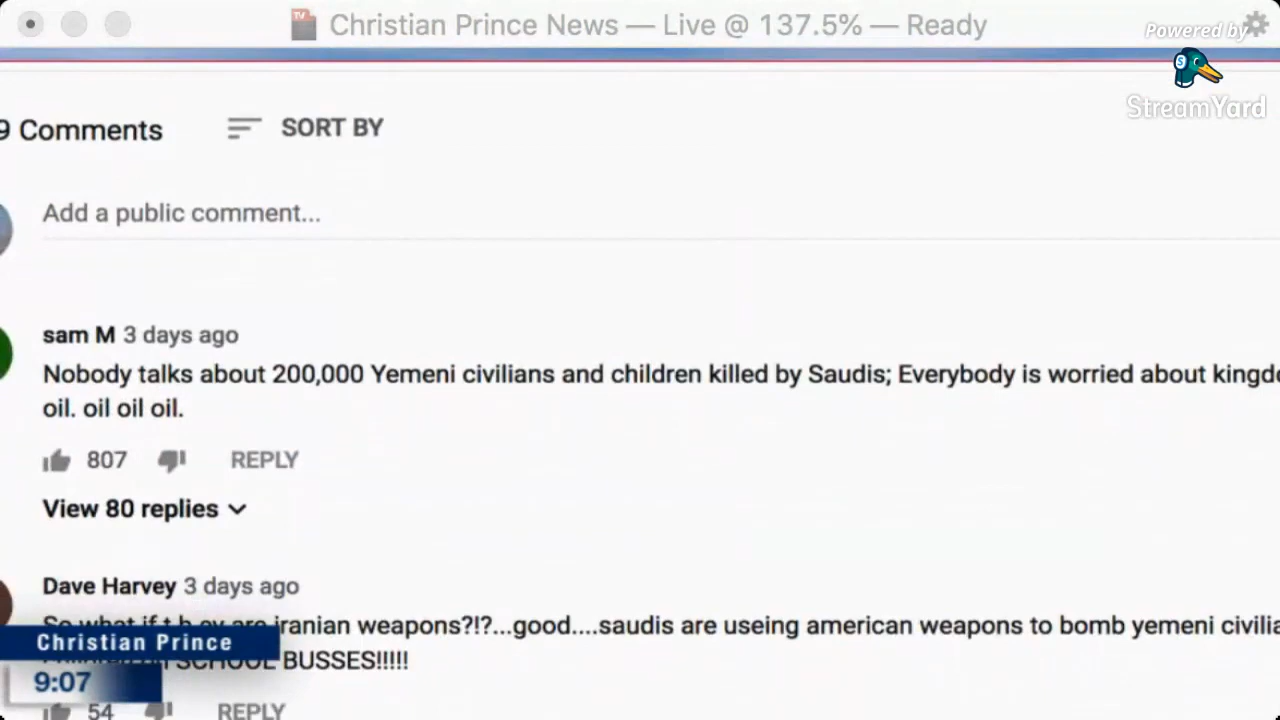 Christian Prince News — Live @ 137.5% — Ready
Powered by
StreamYard
9 Comments
SORT BY
Add a public comment...
sam M 3 days ago
Nobody talks about 200,000 Yemeni civilians and children killed by Saudis; Everybody is worried about kingdo
oil. oil oil oil.
807
REPLY
View 80 replies
Dave Harvey 3 days ago
So what if they are iranian weapons?!?...good....saudis are useing american weapons to bomb yemeni civilia
SCHOOL BUSSES!!!!!
Christian Prince
9:07
54
REPLY